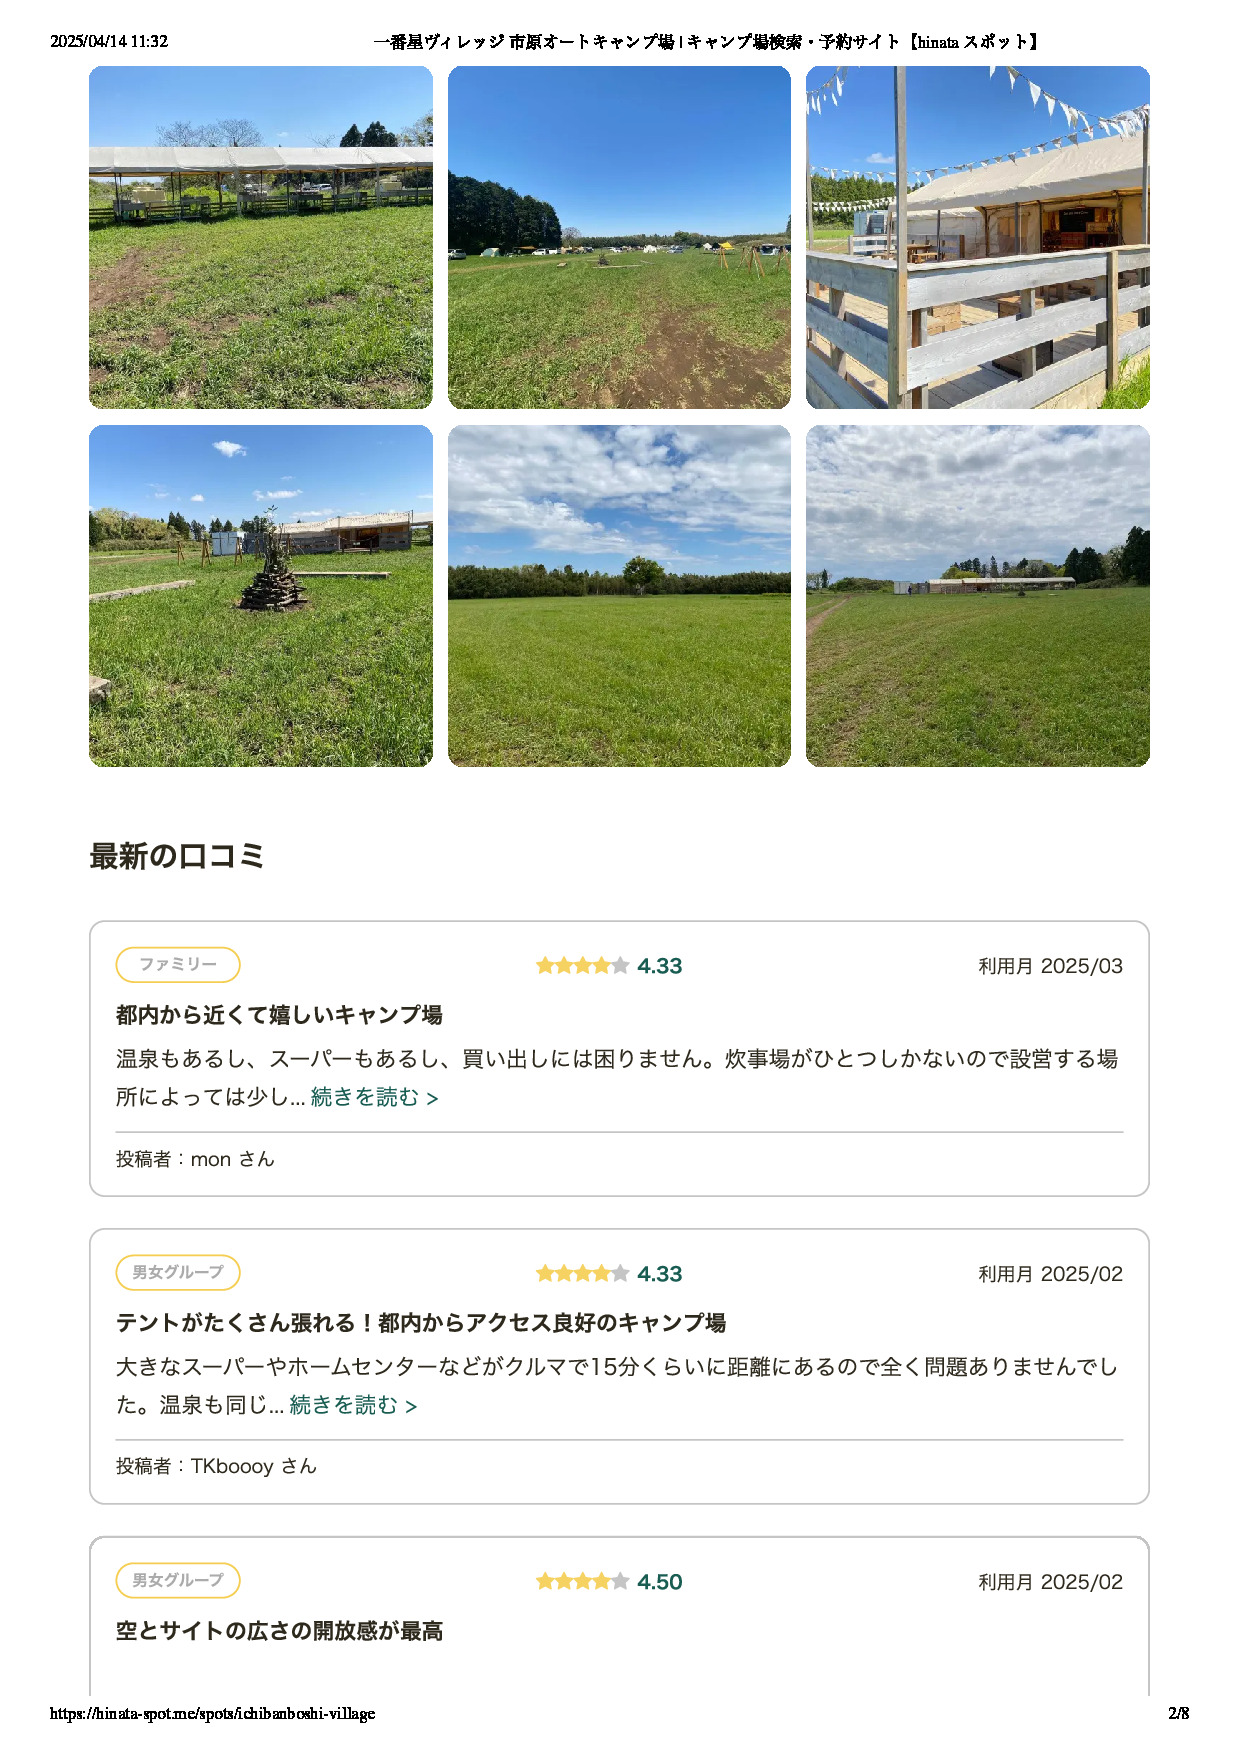 2025/04/14 11:32
一番星ヴィレッジ 市原オートキャンプ場 | キャンプ場検索・予約サイト【hinata スポット】
最新の口コミ
ファミリー
4.33
利用月 2025/03
都内から近くて嬉しいキャンプ場
温泉もあるし、スーパーもあるし、買い出しには困りません。炊事場がひとつしかないので設営する場
所によっては少し... 続きを読む >
投稿者：mon さん
男女グループ
4.33
利用月 2025/02
テントがたくさん張れる！都内からアクセス良好のキャンプ場
大きなスーパーやホームセンターなどがクルマで15分くらいに距離にあるので全く問題ありませんでし
た。温泉も同じ... 続きを読む >
投稿者：TKboooy さん
男女グループ
4.50
利用月 2025/02
空とサイトの広さの開放感が最高
https://hinata-spot.me/spots/ichibanboshi-village
2/8